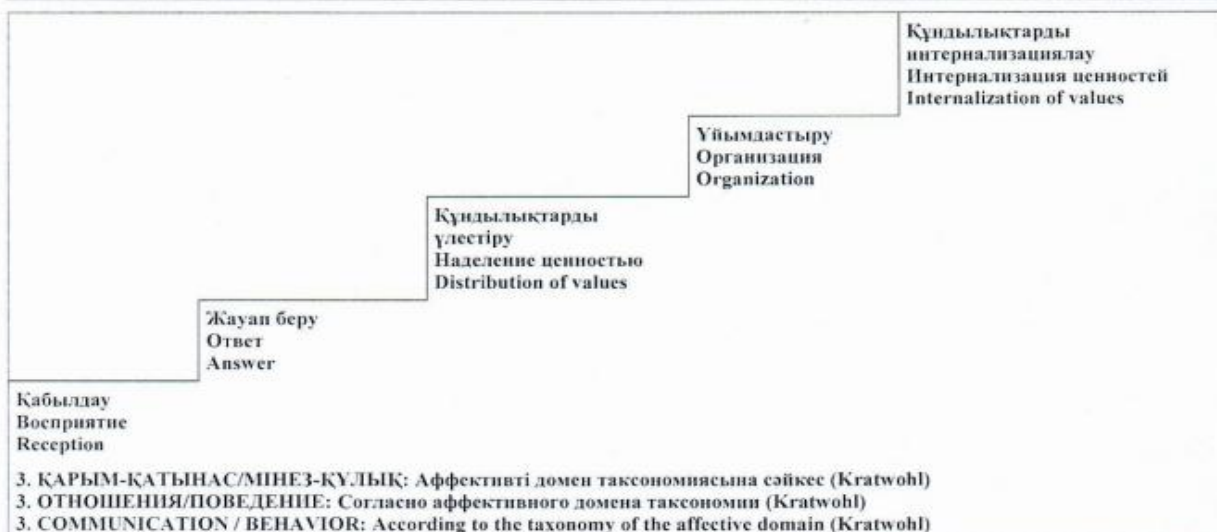 Құндылықтарды
интернализациялау
Интернализация ценностей
Internalization of values
Ұйымдастыру
Организация
Organization
Құндылықтарды
үлестіру
Наделение ценностью
Distribution of values
Жауап беру
Ответ
Answer
Қабылдау
Восприятие
Reception
3. ҚАРЫМ-ҚАТЫНАС/МІНЕЗ-ҚҰЛЫҚ: Аффективті домен таксономиясына сәйкес (Kratwohl)
3. ОТНОШЕНИЯ/ПОВЕДЕНИЕ: Согласно аффективного домена таксономии (Kratwohl)
3. COMMUNICATION / BEHAVIOR: According to the taxonomy of the affective domain (Kratwohl)